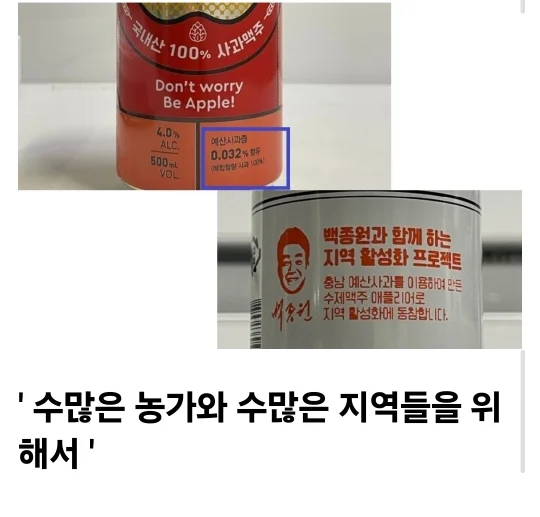 국내산 100% 사과맥주
Don't worry
Be Apple!
4.0%
ALC.
500mL
VOL.
예산사과즙
0.032% 함유
(배합함량 사과 100%)
백종원과 함께 하는
지역 활성화 프로젝트
충남 예산사과를 이용하여 만든
수제맥주 애플리어로
지역 활성화에 동참합니다.
백종원
' 수많은 농가와 수많은 지역들을 위
해서 '